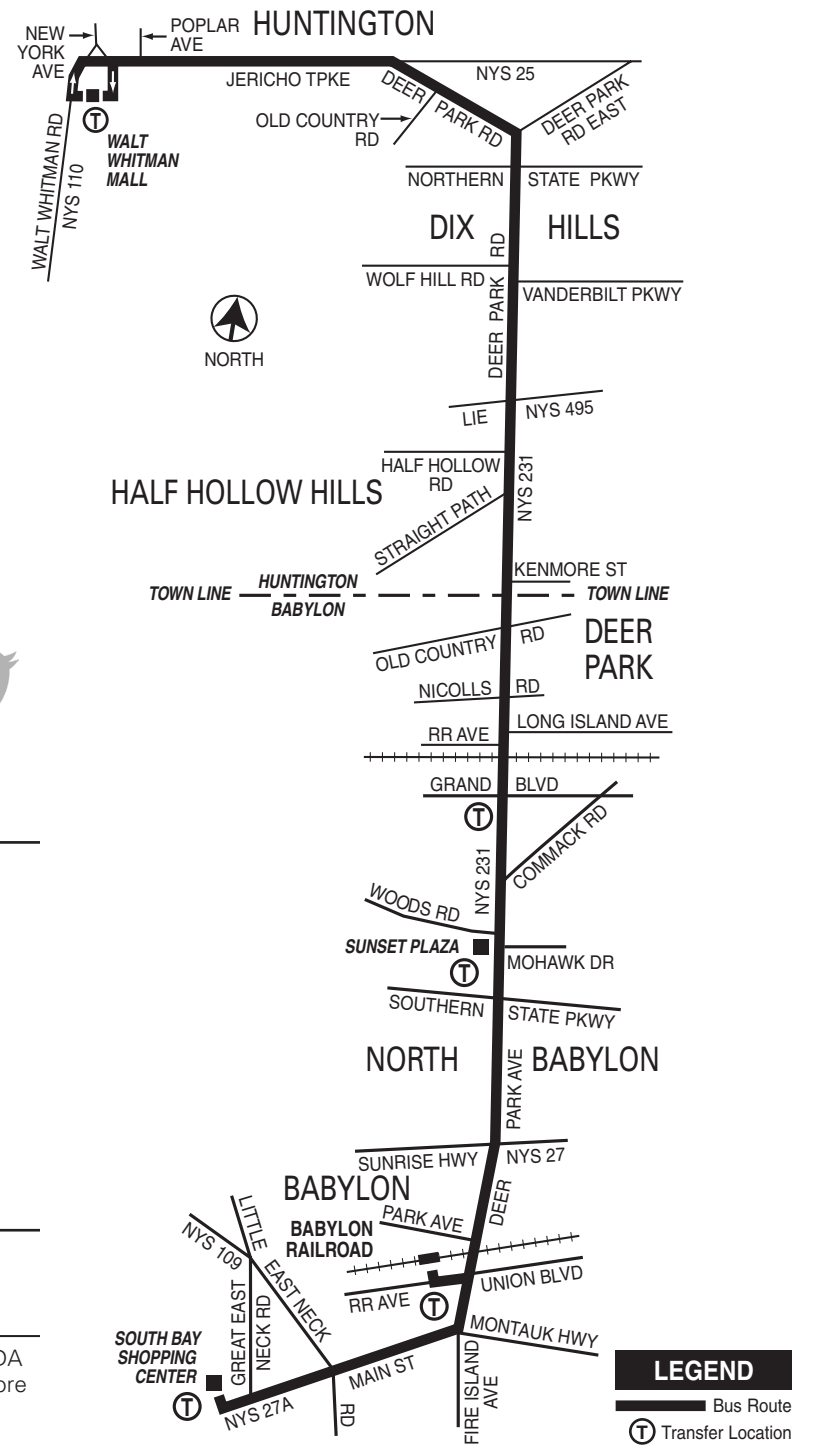 HUNTINGTON
NEW
YORK
AVE
POPLAR
AVE
JERICHO TPKE
NYS 25
DEER PARK RD
DEER PARK
RD EAST
OLD COUNTRY
RD
T
WALT
WHITMAN
MALL
WALT WHITMAN RD
NYS 110
NORTHERN STATE PKWY
DIX HILLS
DEER PARK RD
WOLF HILL RD
VANDERBILT PKWY
NORTH
LIE NYS 495
HALF HOLLOW
RD
NYS 231
HALF HOLLOW HILLS
STRAIGHT PATH
KENMORE ST
TOWN LINE
HUNTINGTON
BABYLON
TOWN LINE
OLD COUNTRY RD
DEER
PARK
NICOLLS RD
LONG ISLAND AVE
RR AVE
GRAND BLVD
T
COMMACK RD
NYS 231
WOODS RD
SUNSET PLAZA
T
MOHAWK DR
SOUTHERN STATE PKWY
NORTH BABYLON
DEER PARK AVE
SUNRISE HWY NYS 27
BABYLON
PARK AVE
BABYLON
RAILROAD
LITTLE EAST NECK RD
NYS 109
GREAT EAST
NECK RD
RR AVE
T
UNION BLVD
MONTAUK HWY
SOUTH BAY
SHOPPING
CENTER
T
MAIN ST
NYS 27A
FIRE ISLAND
AVE
DA
ore
LEGEND
Bus Route
T Transfer Location